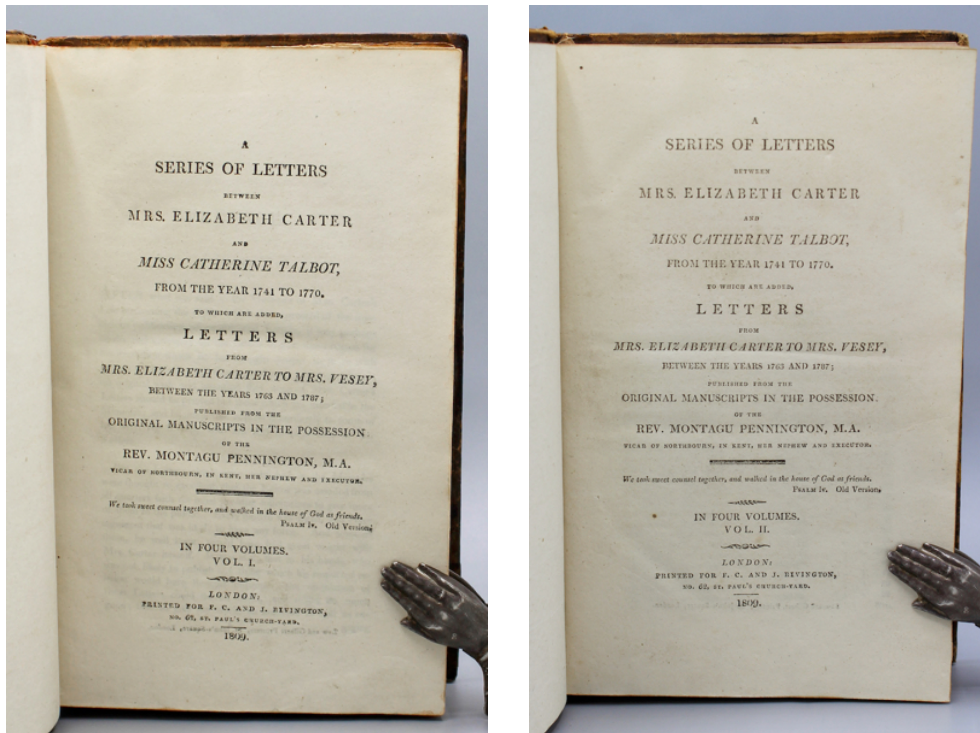 A
SERIES OF LETTERS
BETWEEN
MRS. ELIZABETH CARTER
AND
MISS CATHERINE TALBOT,
FROM THE YEAR 1741 TO 1770.
TO WHICH ARE ADDED,
LETTERS
FROM
MRS. ELIZABETH CARTER TO MRS. VESEY,
BETWEEN THE YEARS 1763 AND 1787;
PUBLISHED FROM THE
ORIGINAL MANUSCRIPTS IN THE POSSESSION
OF THE
REV. MONTAGU PENNINGTON, M.A.
VICAR OF NORTHBOURN, IN KENT, HER NEPHEW AND EXECUTOR.
We took sweet counsel together, and walked in the house of God as friends.
PSALM lv. Old Version.
IN FOUR VOLUMES.
VOL. I.
LONDON:
PRINTED FOR F. C. AND J. RIVINGTON,
NO. 62, ST. PAUL'S CHURCH-YARD.
1809.
A
SERIES OF LETTERS
BETWEEN
MRS. ELIZABETH CARTER
AND
MISS CATHERINE TALBOT,
FROM THE YEAR 1741 TO 1770.
TO WHICH ARE ADDED,
LETTERS
FROM
MRS. ELIZABETH CARTER TO MRS. VESEY,
BETWEEN THE YEARS 1763 AND 1787;
PUBLISHED FROM THE
ORIGINAL MANUSCRIPTS IN THE POSSESSION
OF THE
REV. MONTAGU PENNINGTON, M.A.
VICAR OF NORTHBOURN, IN KENT, HER NEPHEW AND EXECUTOR.
We took sweet counsel together, and walked in the house of God as friends.
PSALM lv. Old Version.
IN FOUR VOLUMES.
VOL. II.
LONDON:
PRINTED FOR F. C. AND J. RIVINGTON,
NO. 62, ST. PAUL'S CHURCH-YARD.
1809.